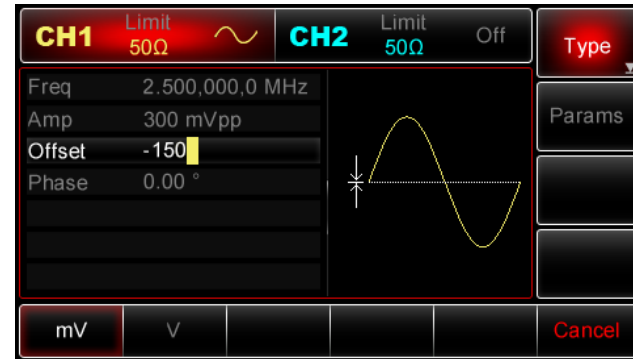 CH1 Limit 50Ω CH2 Limit 50Ω Off
Type
Freq 2.500,000,0 MHz
Params
Amp 300 mVpp
Offset -150
Phase 0.00 °
mV V Cancel